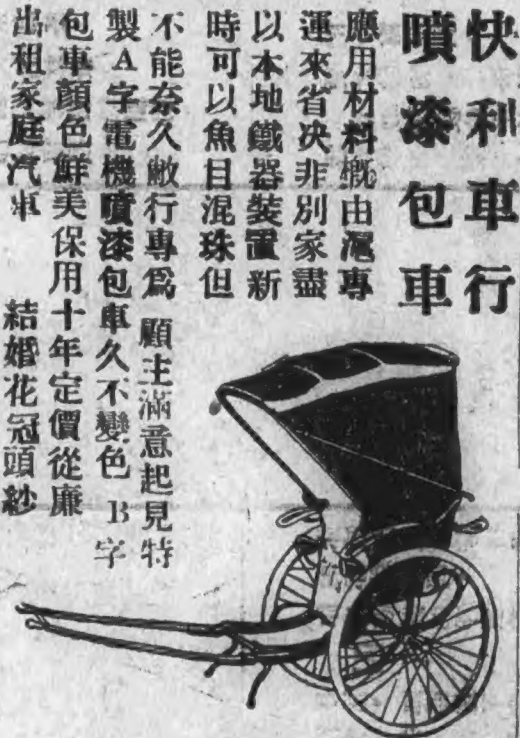 快利車行
噴漆包車
應用材料概由滬專
運來省决非別家盡
以本地鐵器裝置新
時可以魚目混珠但
不能奈久敝行專爲 顧主滿意起見特
製A字電機噴漆包車久不變色 B字
包車顏色鮮美保用十年定價從廉
出租家庭汽車 結婚花冠頭紗